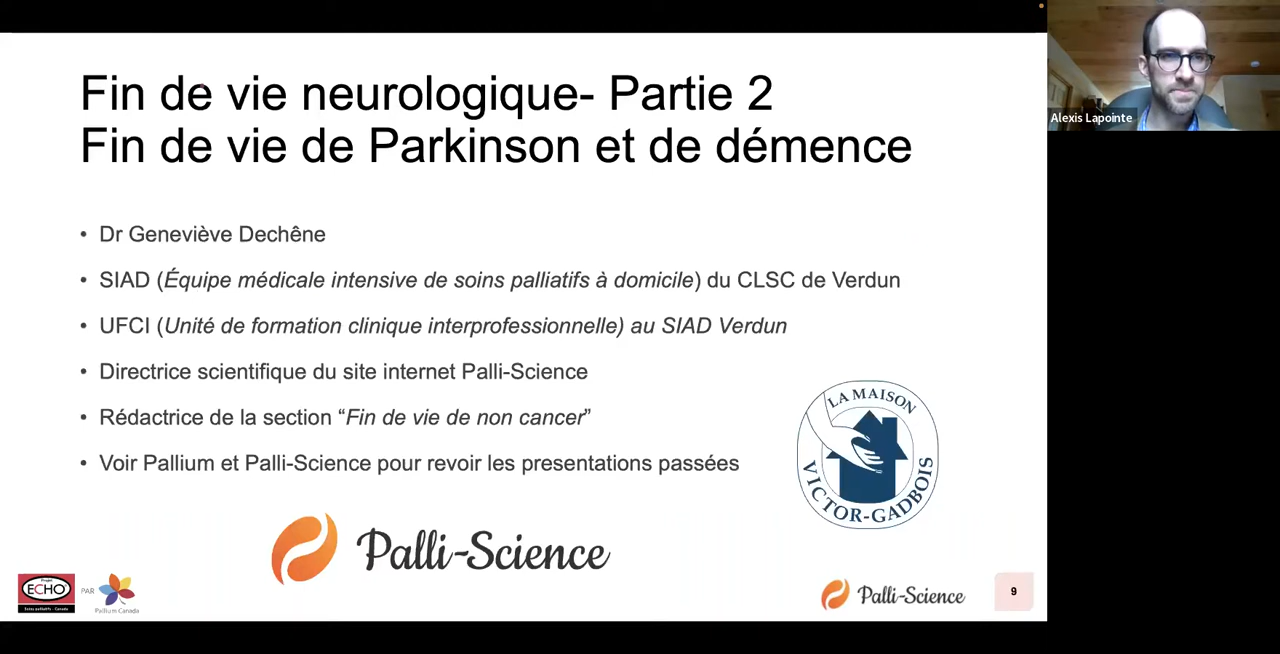 Fin de vie neurologique- Partie 2
Fin de vie de Parkinson et de démence
• Dr Geneviève Dechêne
• SIAD (Équipe médicale intensive de soins palliatifs à domicile) du CLSC de Verdun
• UFCI (Unité de formation clinique interprofessionnelle) au SIAD Verdun
• Directrice scientifique du site internet Palli-Science
• Rédactrice de la section “Fin de vie de non cancer”
• Voir Pallium et Palli-Science pour revoir les presentations passées
LA MAISON
VICTOR-GADBOIS
Palli-Science
Projet
ECHO
Soins palliatifs Canada
PAR
Pallium Canada
Palli-Science
9
Alexis Lapointe